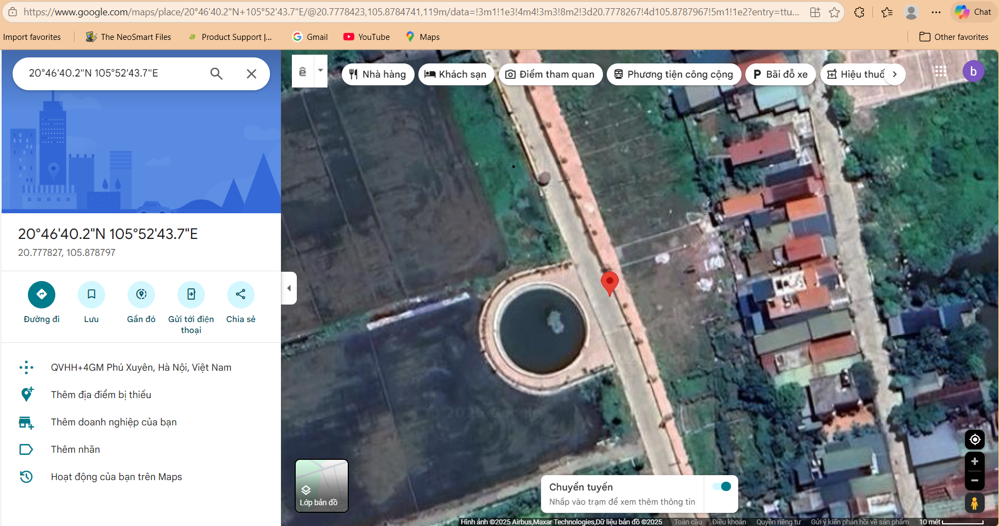 https://www.google.com/maps/place/20°46'40.2"N+105°52'43.7"E/@20.7778423,105.8784741,119m/data=!3m1!1e3!4m4!3m3!8m2!3d20.7778267!4d105.8787967!5m1!1e2?entry=ttu...
Chat
Import favorites
The NeoSmart Files
Product Support |...
Gmail
YouTube
Maps
Other favorites
20°46'40.2"N 105°52'43.7"E
ê
Nhà hàng
Khách sạn
Điểm tham quan
Phương tiện công cộng
Bãi đỗ xe
Hiệu thuố
b
20°46'40.2"N 105°52'43.7"E
20.777827, 105.878797
Đường đi
Lưu
Gần đó
Gửi tới điện
thoại
Chia sẻ
QVHH+4GM Phú Xuyên, Hà Nội, Việt Nam
Thêm địa điểm bị thiếu
Thêm doanh nghiệp của bạn
Thêm nhãn
Hoạt động của bạn trên Maps
Lớp bản đồ
Chuyển tuyến
Nhấp vào trạm để xem thêm thông tin
Hình ảnh ©2025 Airbus,Maxar Technologies,Dữ liệu bản đồ ©2025
Toàn cầu
Điều khoản
Quyền riêng tư
Gửi ý kiến phản hồi về sản phẩm
10 mét